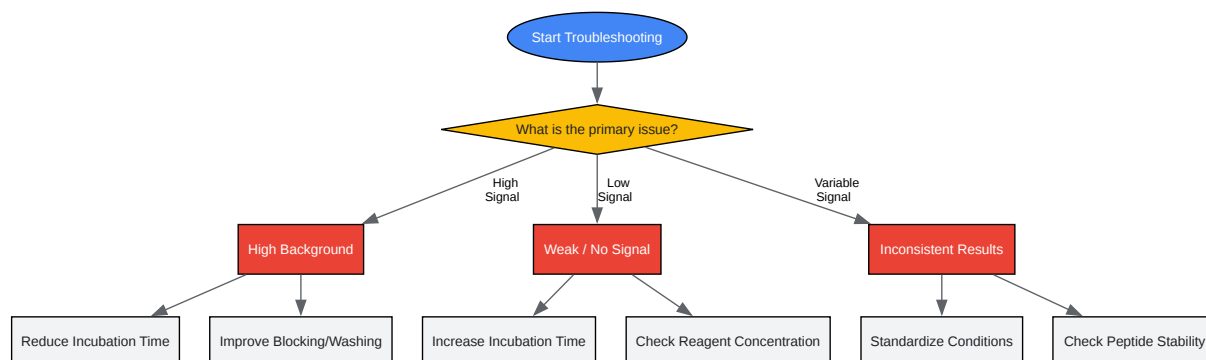 Start Troubleshooting
What is the primary issue?
High
Signal
Low
Signal
Variable
Signal
High Background
Weak / No Signal
Inconsistent Results
Reduce Incubation Time
Improve Blocking/Washing
Increase Incubation Time
Check Reagent Concentration
Standardize Conditions
Check Peptide Stability